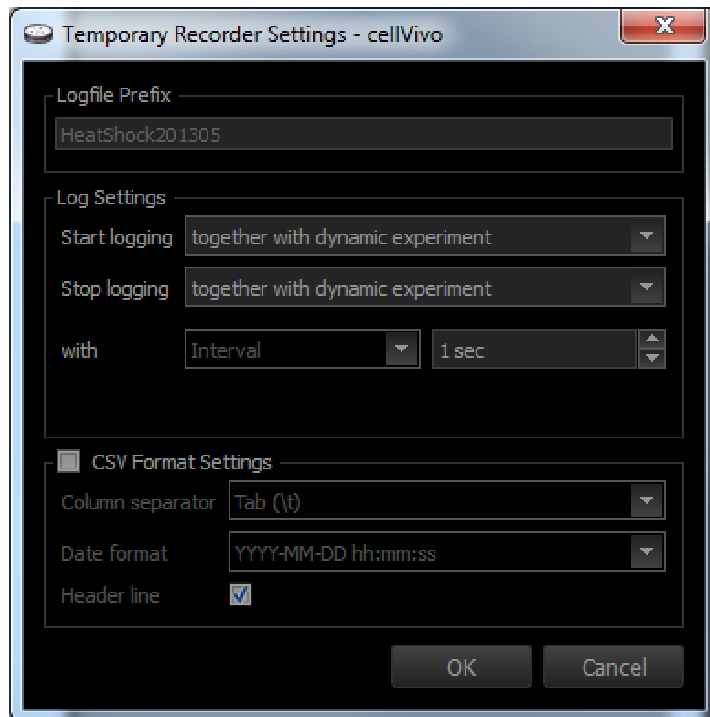 Temporary Recorder Settings - cellVivo
Logfile Prefix
HeatShock201305
Log Settings
Start logging together with dynamic experiment
Stop logging together with dynamic experiment
with Interval 1 sec
CSV Format Settings
Column separator Tab (\t)
Date format YYYY-MM-DD hh:mm:ss
Header line
OK Cancel